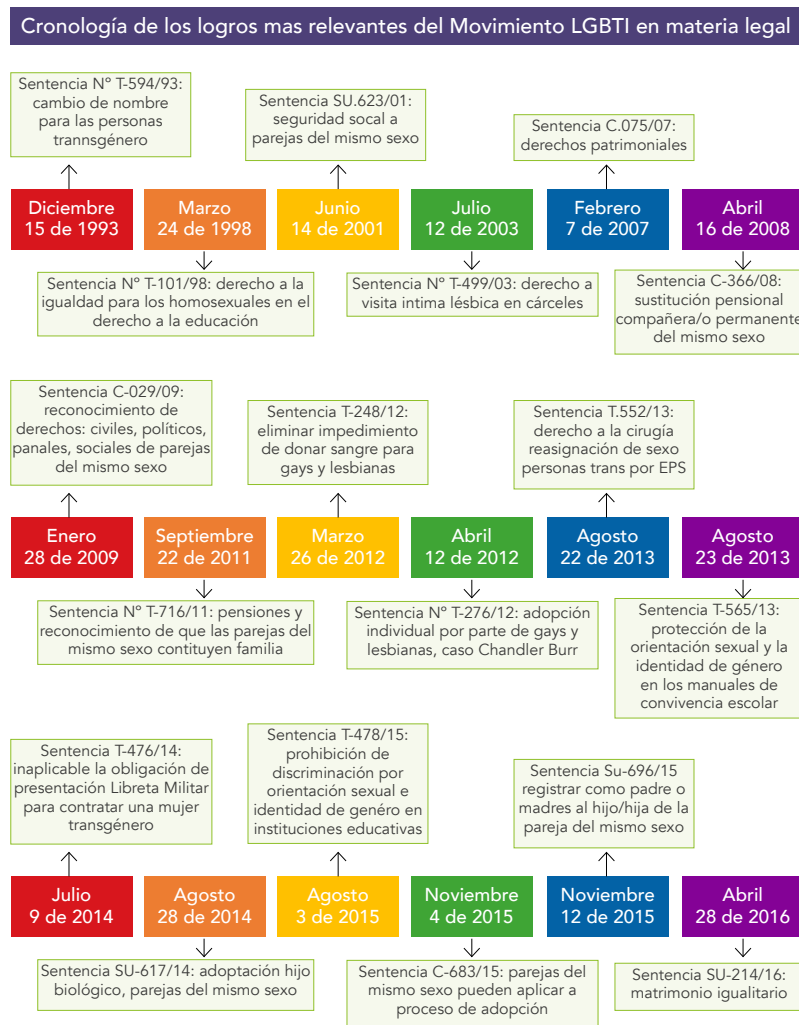 Cronología de los logros mas relevantes del Movimiento LGBTI en materia legal
Sentencia Nº T-594/93:
cambio de nombre
para las personas
trannsgénero
Sentencia SU.623/01:
seguridad socal a
parejas del mismo sexo
Sentencia C.075/07:
derechos patrimoniales
Diciembre
15 de 1993
Marzo
24 de 1998
Junio
14 de 2001
Julio
12 de 2003
Febrero
7 de 2007
Abril
16 de 2008
Sentencia Nº T-101/98: derecho a la
igualdad para los homosexuales en el
derecho a la educación
Sentencia Nº T-499/03: derecho a
visita intima lésbica en cárceles
Sentencia C-366/08:
sustitución pensional
compañera/o permanente
del mismo sexo
Sentencia C-029/09:
reconocimiento de
derechos: civiles, políticos,
panales, sociales de parejas
del mismo sexo
Sentencia T-248/12:
eliminar impedimiento
de donar sangre para
gays y lesbianas
Sentencia T.552/13:
derecho a la cirugía
reasignación de sexo
personas trans por EPS
Enero
28 de 2009
Septiembre
22 de 2011
Marzo
26 de 2012
Abril
12 de 2012
Agosto
22 de 2013
Agosto
23 de 2013
Sentencia Nº T-716/11: pensiones y
reconocimiento de que las parejas del
mismo sexo contituyen familia
Sentencia Nº T-276/12: adopción
individual por parte de gays y
lesbianas, caso Chandler Burr
Sentencia T-565/13:
protección de la
orientación sexual y la
identidad de género
en los manuales de
convivencia escolar
Sentencia T-476/14:
inaplicable la obligación de
presentación Libreta Militar
para contratar una mujer
transgénero
Sentencia T-478/15:
prohibición de
discriminación por
orientación sexual e
identidad de genéro en
instituciones educativas
Sentencia Su-696/15
registrar como padre o
madres al hijo/hija de la
pareja del mismo sexo
Julio
9 de 2014
Agosto
28 de 2014
Agosto
3 de 2015
Noviembre
4 de 2015
Noviembre
12 de 2015
Abril
28 de 2016
Sentencia SU-617/14: adoptación hijo
biológico, parejas del mismo sexo
Sentencia C-683/15: parejas del
mismo sexo pueden aplicar a
proceso de adopción
Sentencia SU-214/16:
matrimonio igualitario